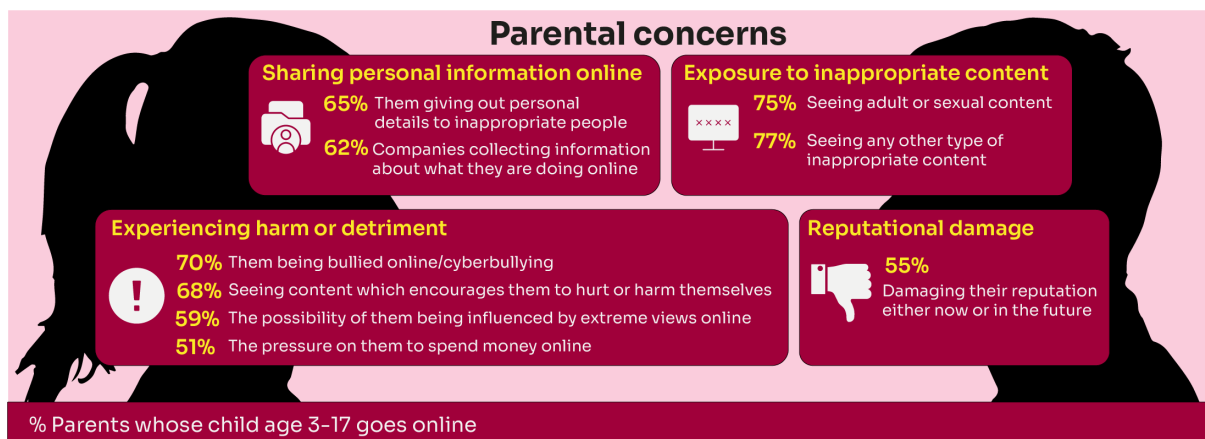 Parental concerns
Sharing personal information online
65% Them giving out personal
details to inappropriate people
62% Companies collecting information
about what they are doing online
Exposure to inappropriate content
××××
75% Seeing adult or sexual content
77% Seeing any other type of
inappropriate content
Experiencing harm or detriment
!
70% Them being bullied online/cyberbullying
68% Seeing content which encourages them to hurt or harm themselves
59% The possibility of them being influenced by extreme views online
51% The pressure on them to spend money online
Reputational damage
55%
Damaging their reputation
either now or in the future
% Parents whose child age 3-17 goes online